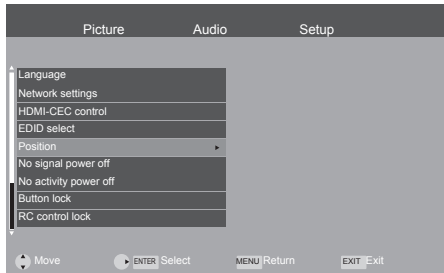 Picture Audio Setup
Language
Network settings
HDMI-CEC control
EDID select
Position
No signal power off
No activity power off
Button lock
RC control lock
Move ENTER Select MENU Return EXIT Exit